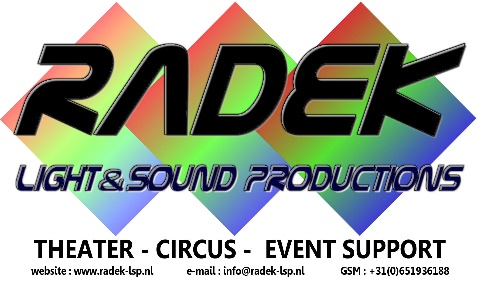 RADEK
LIGHT & SOUND PRODUCTIONS
THEATER - CIRCUS - EVENT SUPPORT
website : www.radek-lsp.nl e-mail : info@radek-lsp.nl GSM : +31(0)651936188